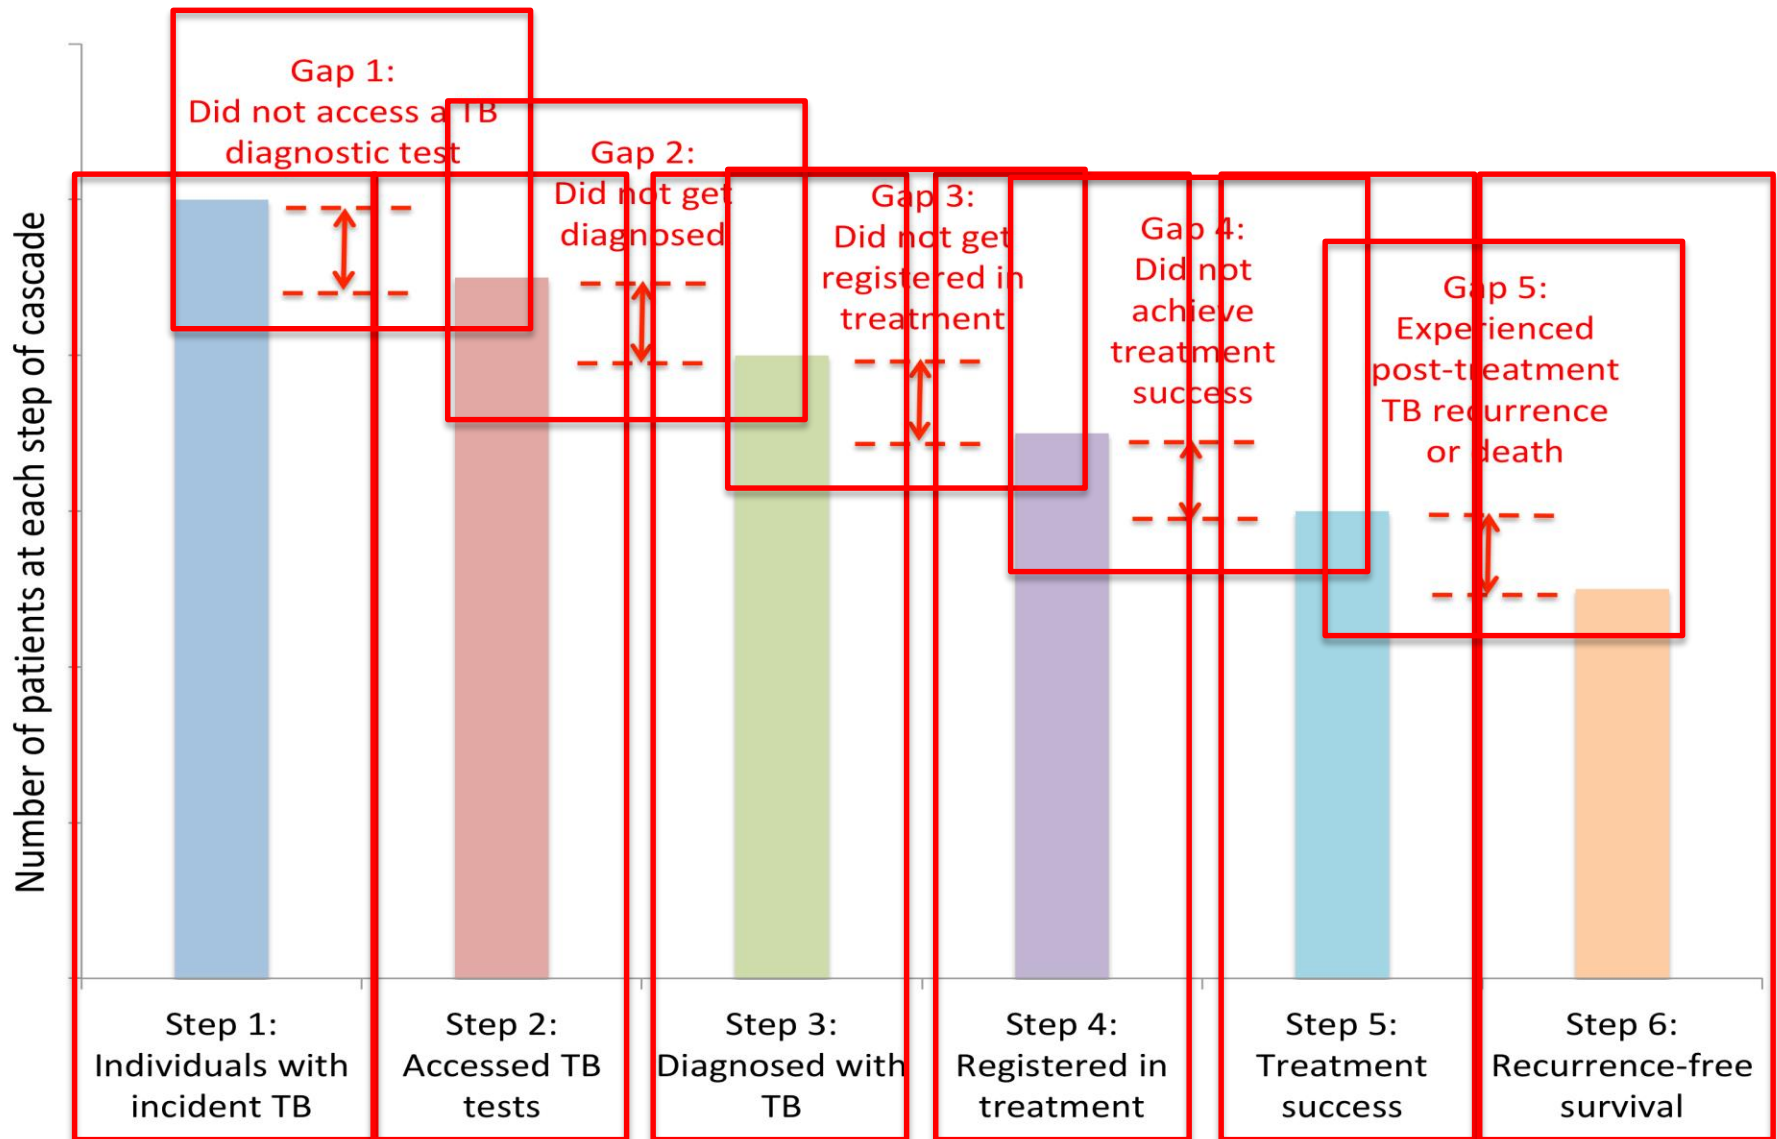 Number of patients at each step of cascade
Gap 1:
Did not access a TB
diagnostic test
Gap 2:
Did not get
diagnosed
Gap 3:
Did not get
registered in
treatment
Gap 4:
Did not
achieve
treatment
success
Gap 5:
Experienced
post-treatment
TB recurrence
or death
Step 1:
Individuals with
incident TB
Step 2:
Accessed TB
tests
Step 3:
Diagnosed with
TB
Step 4:
Registered in
treatment
Step 5:
Treatment
success
Step 6:
Recurrence-free
survival